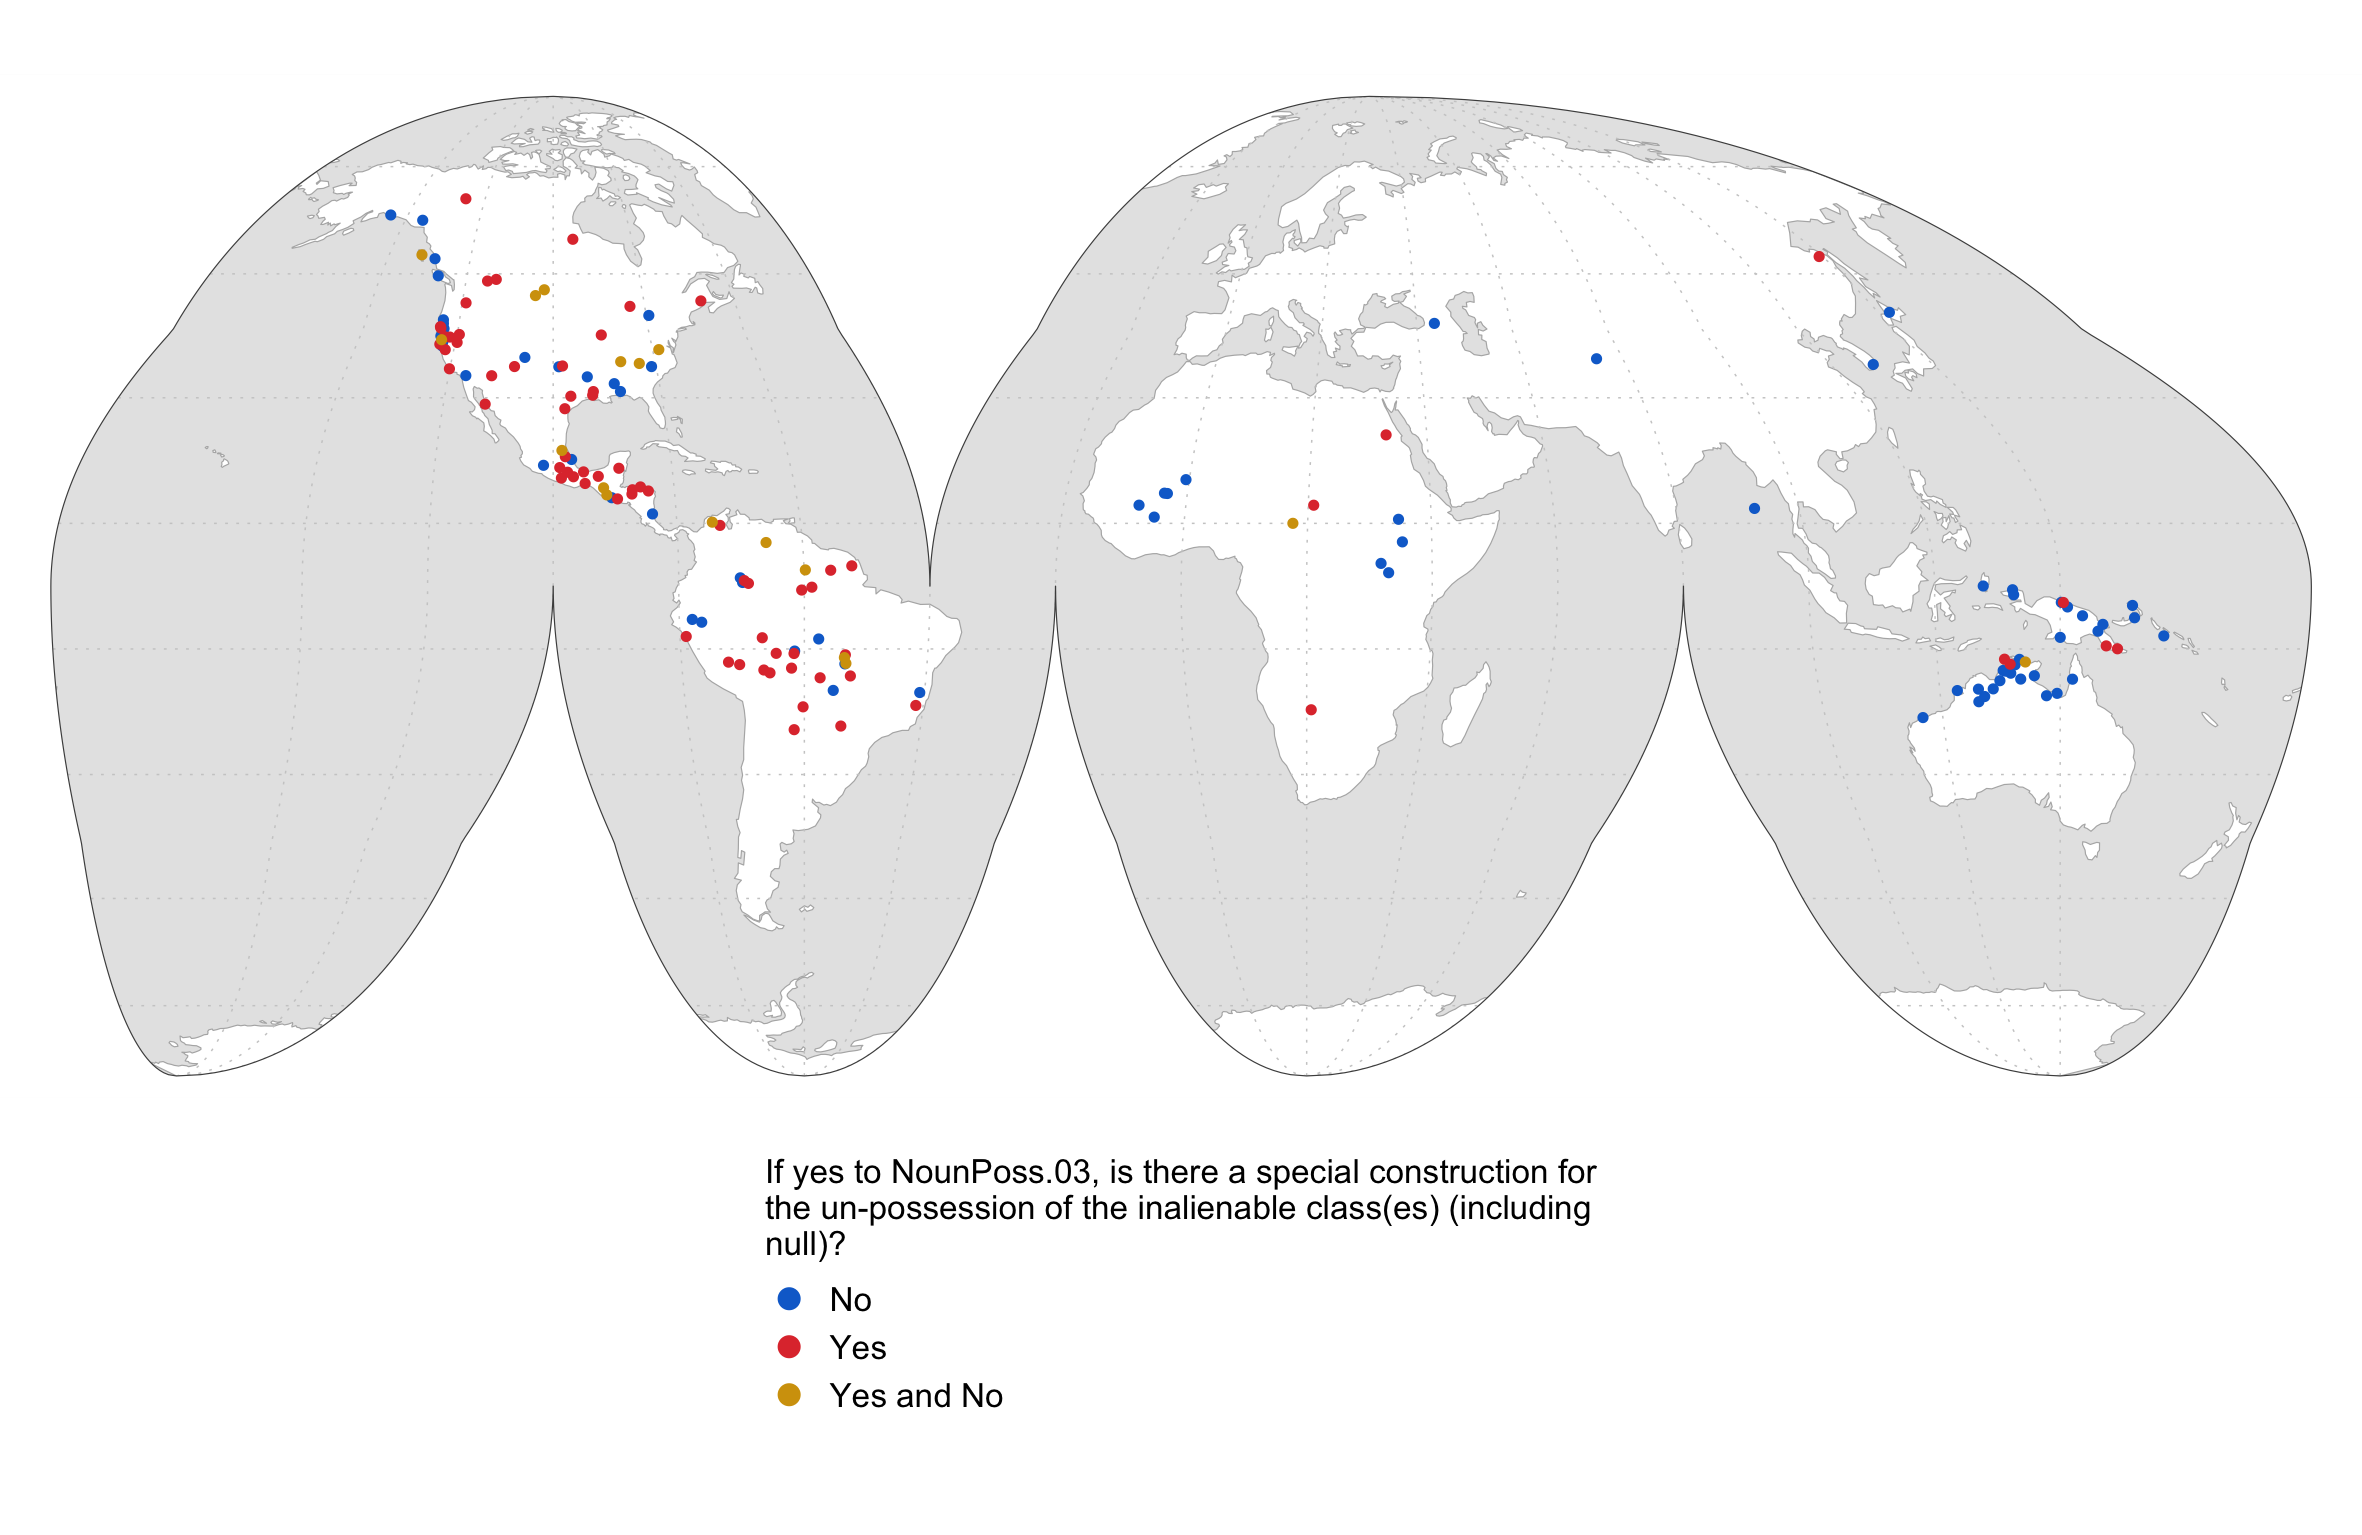 If yes to NounPoss.03, is there a special construction for
the un-possession of the inalienable class(es) (including
null)?
No
Yes
Yes and No